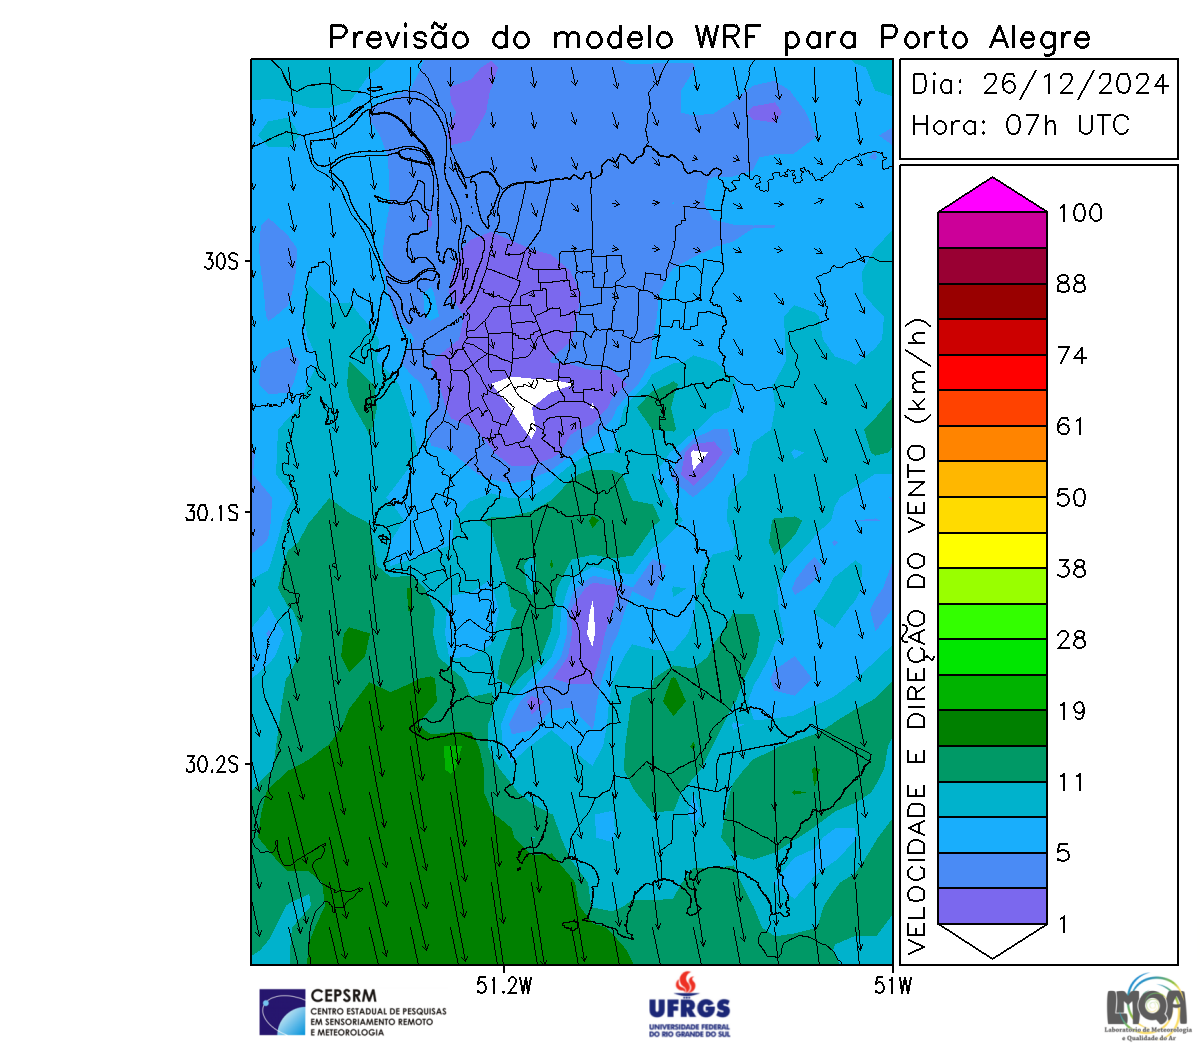 Previsão do modelo WRF para Porto Alegre
Dia: 26/12/2024
Hora: 07h UTC
30S
30.1S
30.2S
51.2W
51W
VELOCIDADE E DIREÇÃO DO VENTO (km/h)
100
88
74
61
50
38
28
19
11
5
1
CEPSRM
CENTRO ESTADUAL DE PESQUISAS
EM SENSORIAMENTO REMOTO
E METEOROLOGIA
UFRGS
UNIVERSIDADE FEDERAL
DO RIO GRANDE DO SUL
LMQA
Laboratório de Meteorologia
e Qualidade do Ar